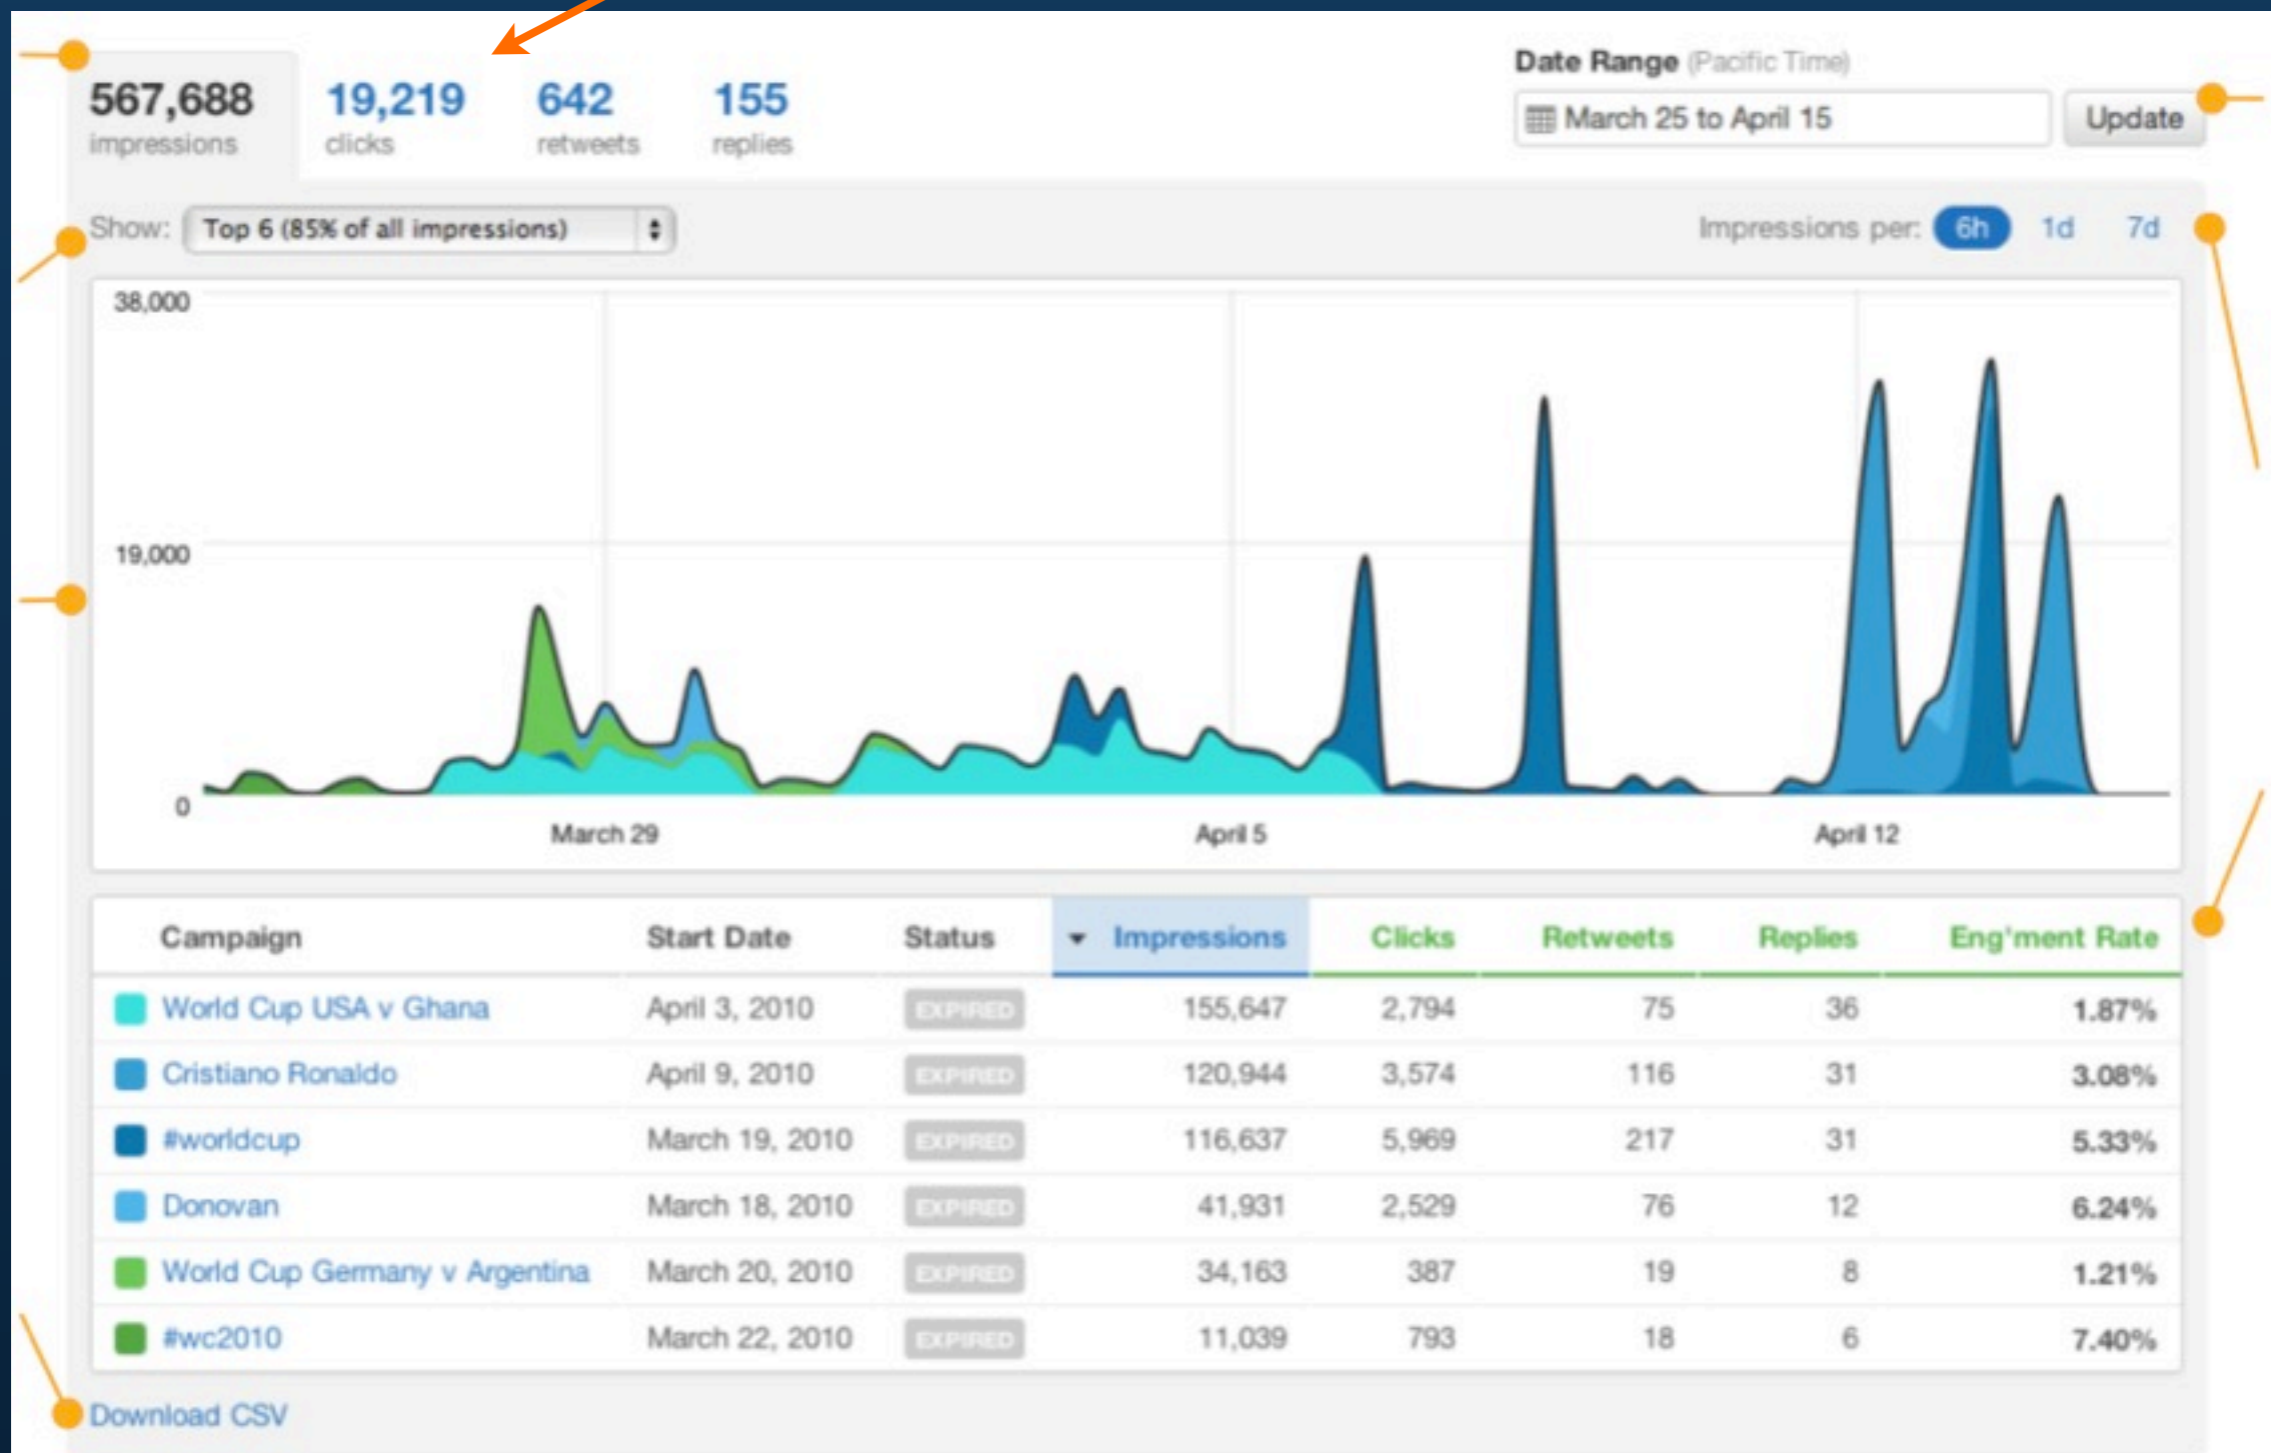 567,688
impressions
19,219
clicks
642
retweets
155
replies
Date Range (Pacific Time)
March 25 to April 15
Update
Show: Top 6 (85% of all impressions)
Impressions per: 6h 1d 7d
38,000
19,000
0
March 29 April 5 April 12
Campaign Start Date Status Impressions Clicks Retweets Replies Eng'ment Rate
World Cup USA v Ghana April 3, 2010 EXPIRED 155,647 2,794 75 36 1.87%
Cristiano Ronaldo April 9, 2010 EXPIRED 120,944 3,574 116 31 3.08%
#worldcup March 19, 2010 EXPIRED 116,637 5,969 217 31 5.33%
Donovan March 18, 2010 EXPIRED 41,931 2,529 76 12 6.24%
World Cup Germany v Argentina March 20, 2010 EXPIRED 34,163 387 19 8 1.21%
#wc2010 March 22, 2010 EXPIRED 11,039 793 18 6 7.40%
Download CSV